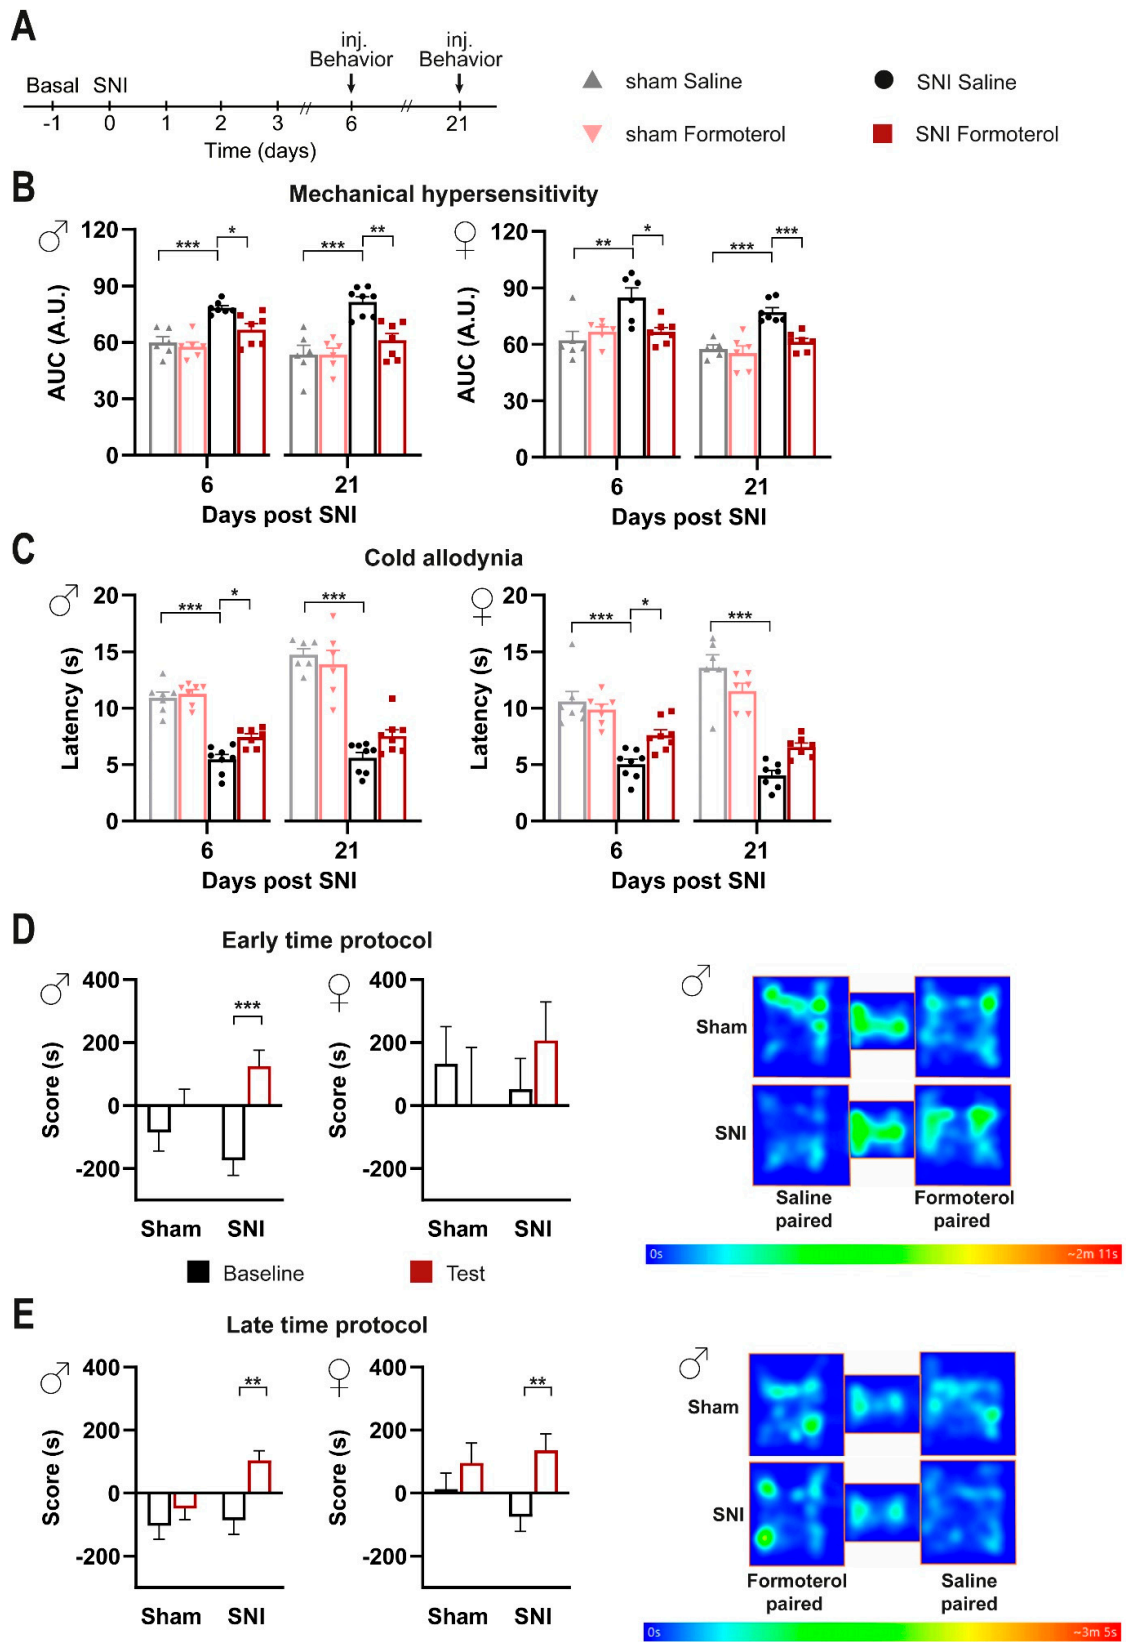 A
inj. inj.
Behavior Behavior
Basal SNI
-1 0 1 2 3 6 21
Time (days)
sham Saline
SNI Saline
sham Formoterol
SNI Formoterol
B
Mechanical hypersensitivity
♂
120
90
60
30
0
AUC (A.U.)
*** * *** **
6 21
Days post SNI
♀
120
90
60
30
0
AUC (A.U.)
** * *** ***
6 21
Days post SNI
C
Cold allodynia
♂
20
15
10
5
0
Latency (s)
*** * ***
6 21
Days post SNI
♀
20
15
10
5
0
Latency (s)
*** * ***
6 21
Days post SNI
D
Early time protocol
♂
400
200
0
-200
Score (s)
***
Sham SNI
♀
400
200
0
-200
Score (s)
Sham SNI
♂
Sham
SNI
Saline paired
Formoterol paired
0s ~2m 11s
Baseline Test
E
Late time protocol
♂
400
200
0
-200
Score (s)
**
Sham SNI
♀
400
200
0
-200
Score (s)
**
Sham SNI
♂
Sham
SNI
Formoterol paired
Saline paired
0s ~3m 5s